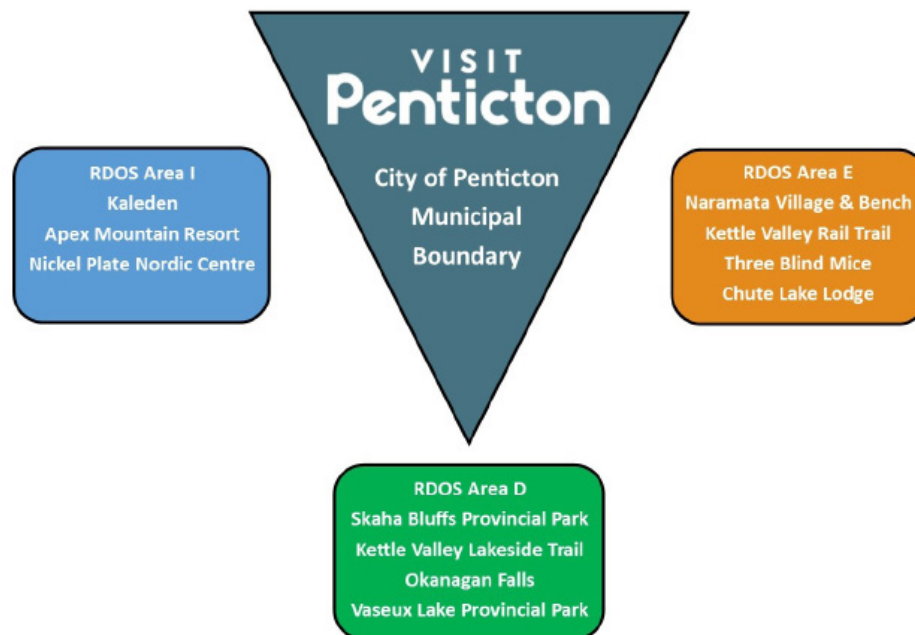 VISIT
Penticton
City of Penticton
Municipal
Boundary
RDOS Area I
Kaleden
Apex Mountain Resort
Nickel Plate Nordic Centre
RDOS Area E
Naramata Village & Bench
Kettle Valley Rail Trail
Three Blind Mice
Chute Lake Lodge
RDOS Area D
Skaha Bluffs Provincial Park
Kettle Valley Lakeside Trail
Okanagan Falls
Vaseux Lake Provincial Park